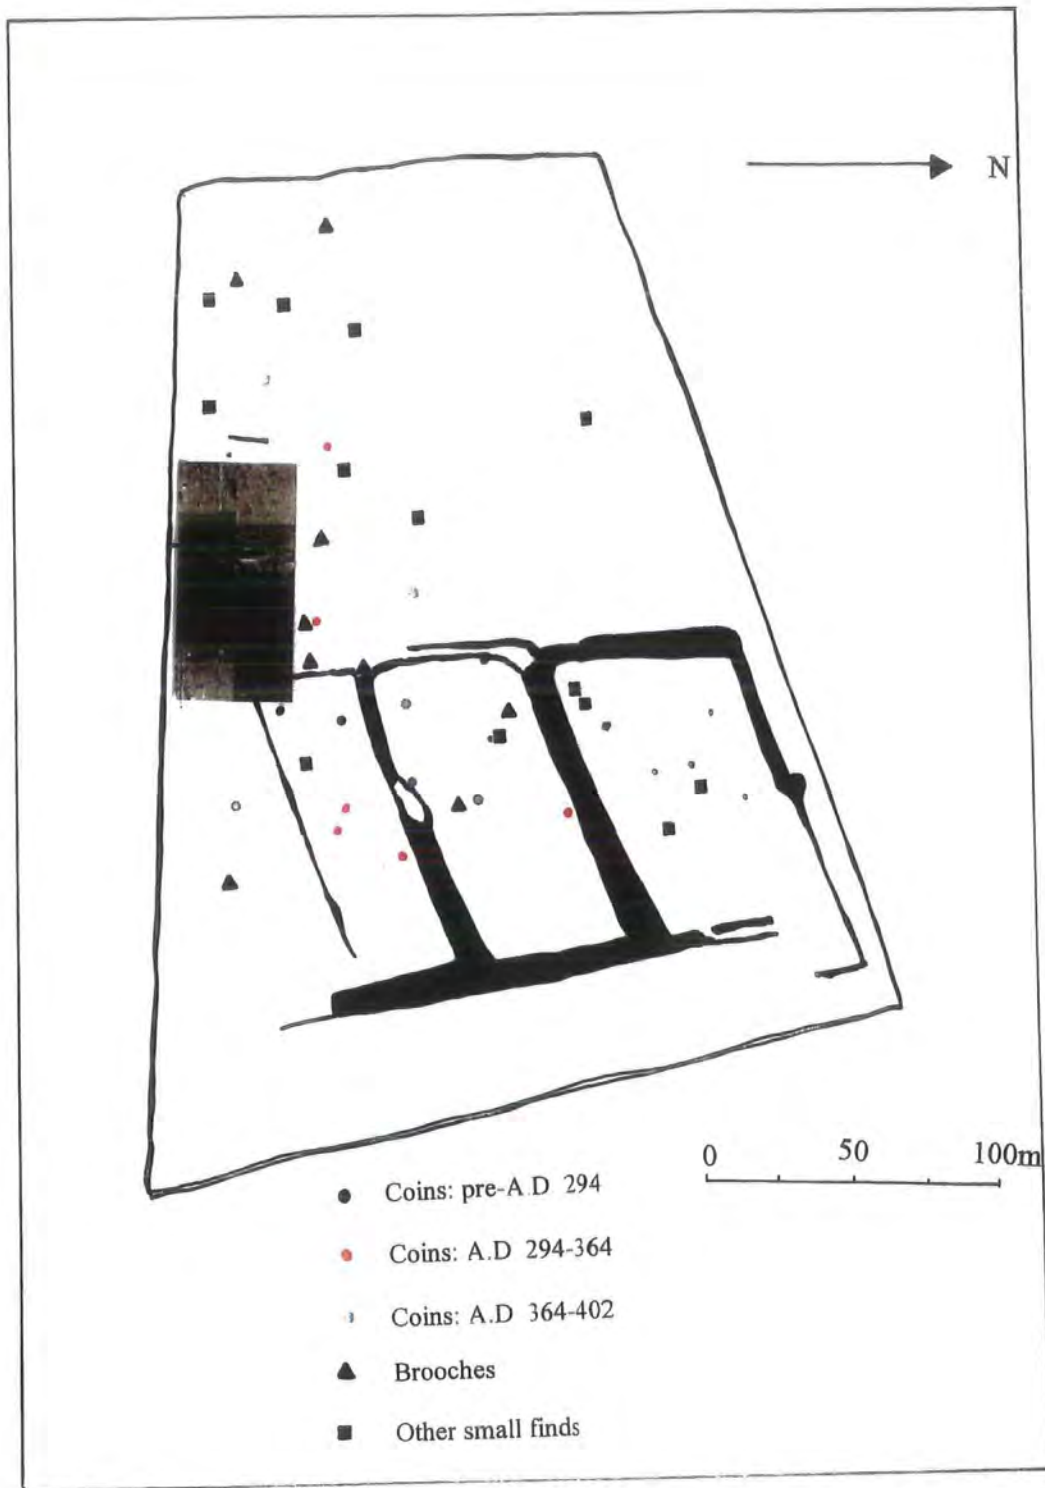 N
0 50 100m
Coins: pre-A.D 294
Coins: A.D 294-364
Coins: A.D 364-402
Brooches
Other small finds